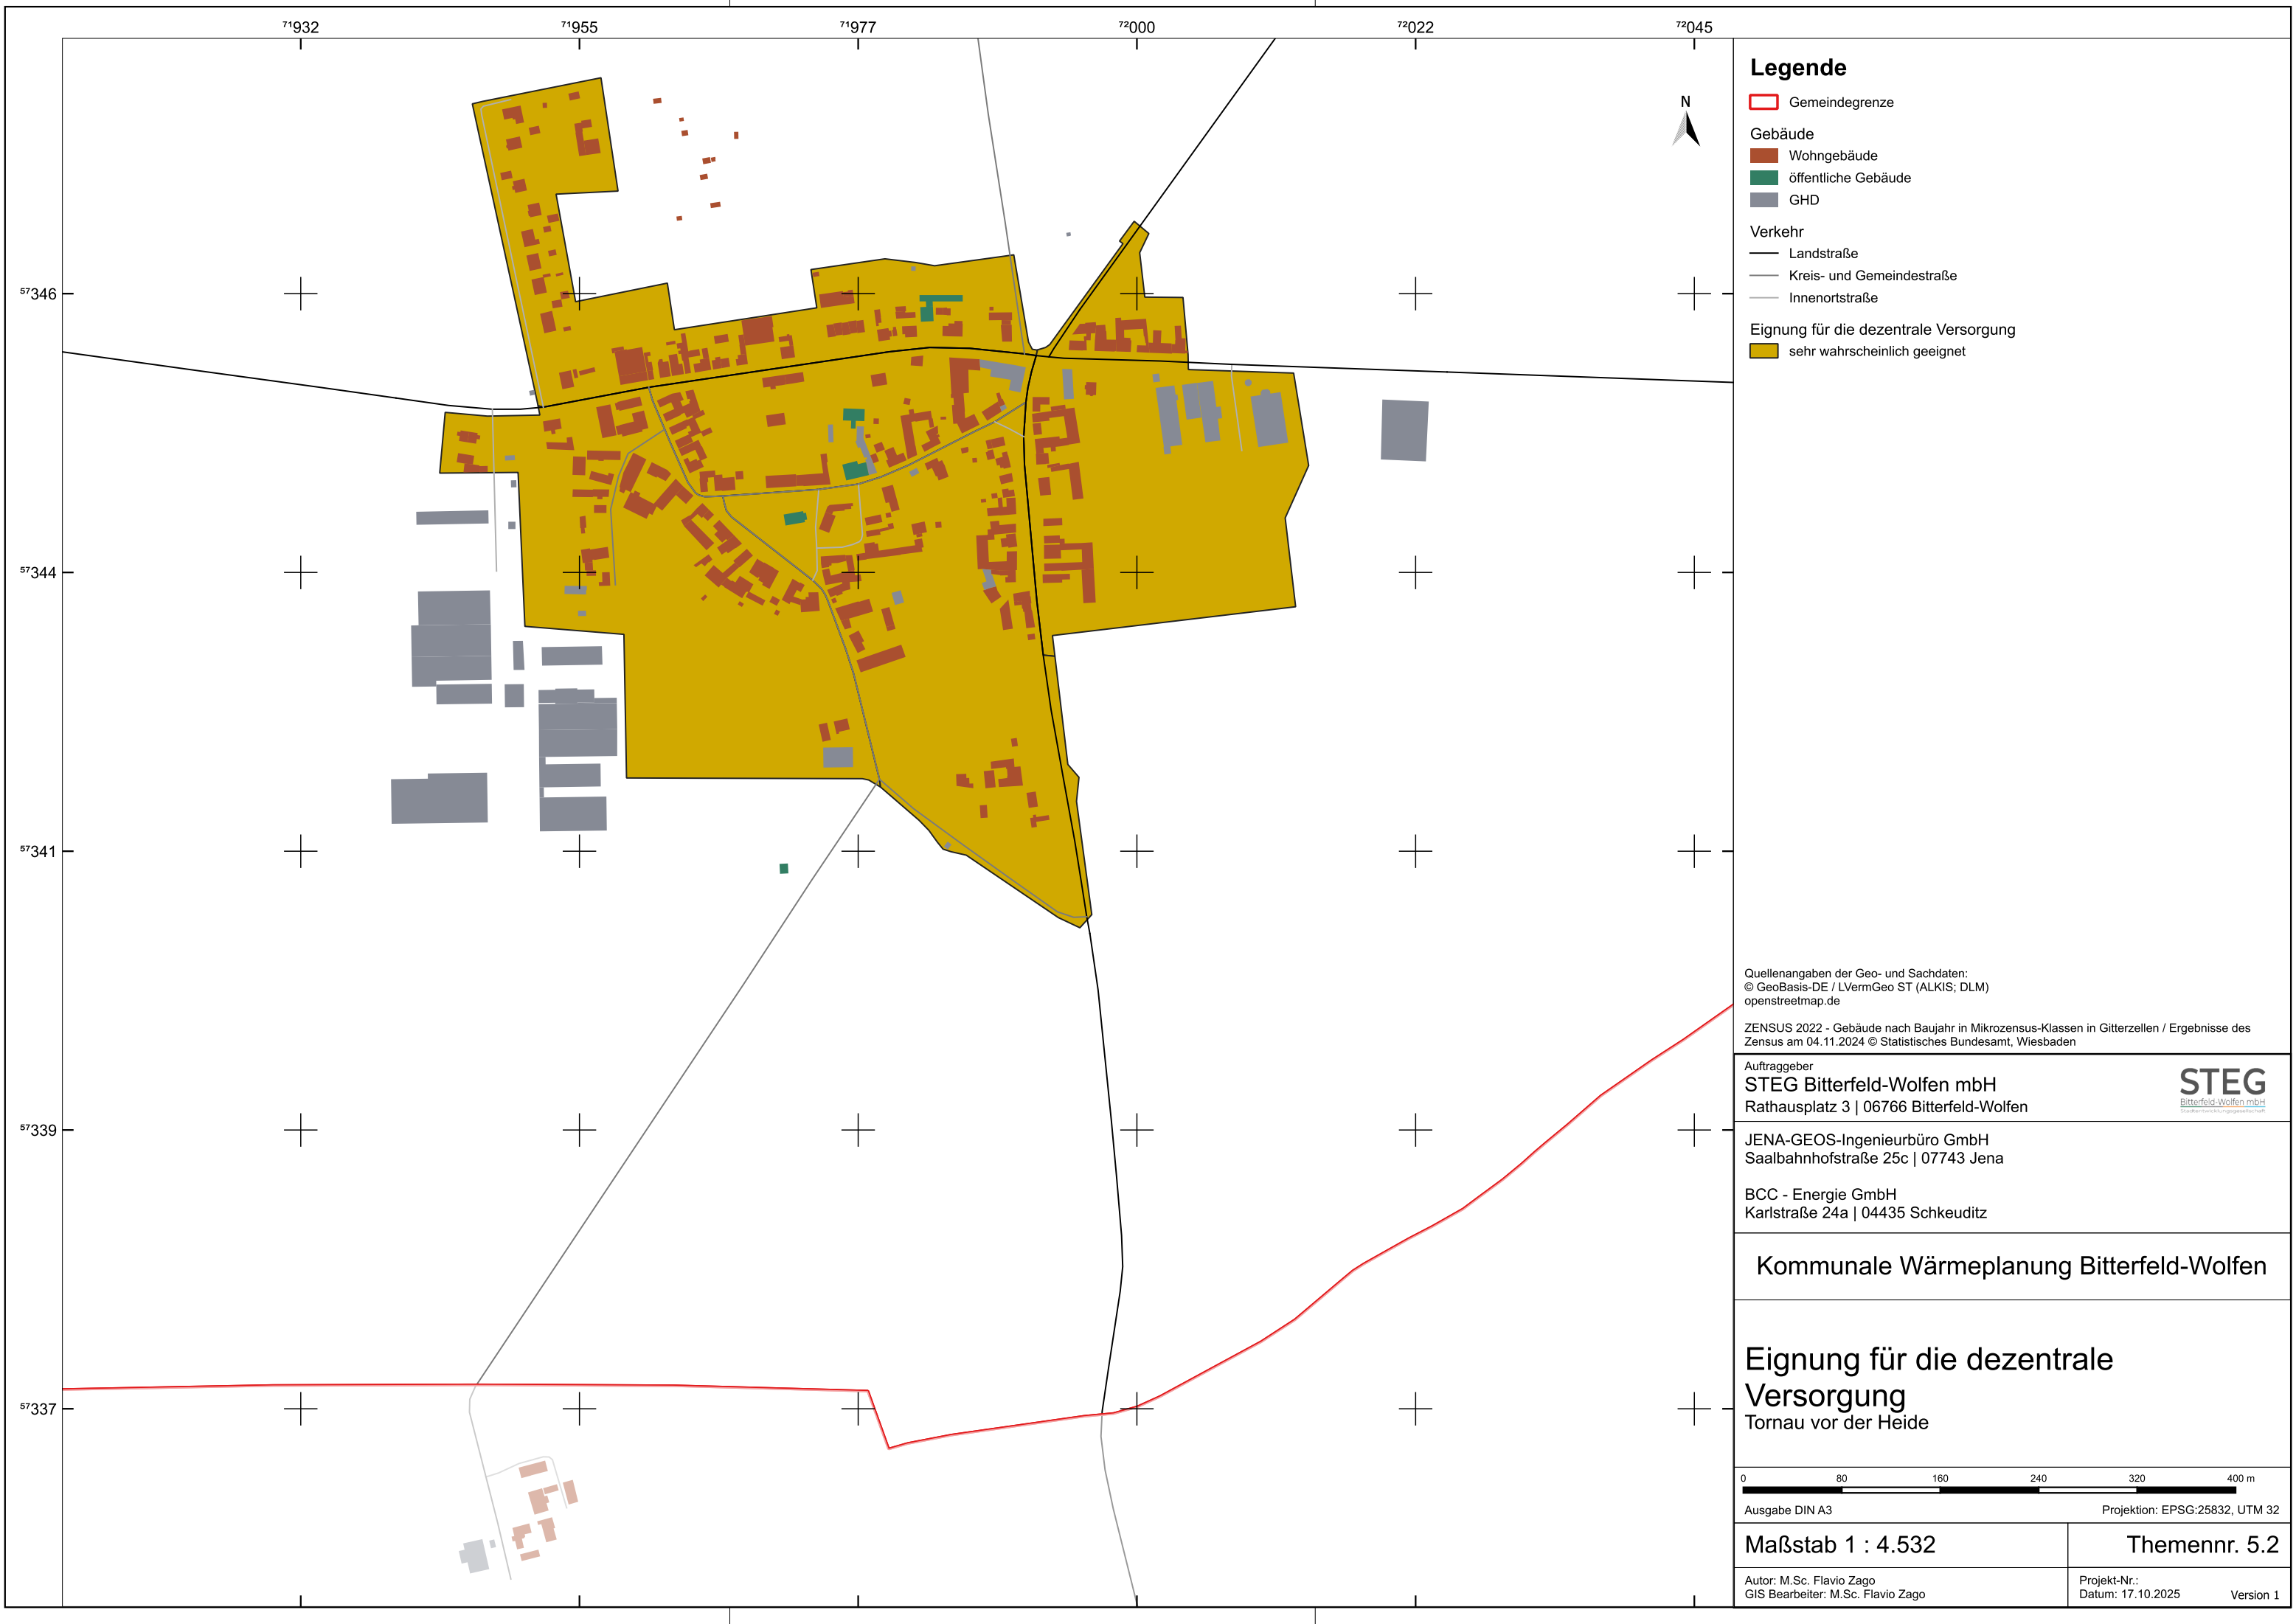 ⁷¹932
⁷¹955
⁷¹977
⁷²000
⁷²022
⁷²045
⁵⁷346
⁵⁷344
⁵⁷341
⁵⁷339
⁵⁷337
N
Legende
Gemeindegrenze
Gebäude
Wohngebäude
öffentliche Gebäude
GHD
Verkehr
Landstraße
Kreis- und Gemeindestraße
Innenortstraße
Eignung für die dezentrale Versorgung
sehr wahrscheinlich geeignet
Quellenangaben der Geo- und Sachdaten:
© GeoBasis-DE / LVermGeo ST (ALKIS; DLM)
openstreetmap.de
ZENSUS 2022 - Gebäude nach Baujahr in Mikrozensus-Klassen in Gitterzellen / Ergebnisse des
Zensus am 04.11.2024 © Statistisches Bundesamt, Wiesbaden
Auftraggeber
STEG Bitterfeld-Wolfen mbH
Rathausplatz 3 | 06766 Bitterfeld-Wolfen
STEG
Bitterfeld-Wolfen mbH
Stadtentwicklungsgesellschaft
JENA-GEOS-Ingenieurbüro GmbH
Saalbahnhofstraße 25c | 07743 Jena
BCC - Energie GmbH
Karlstraße 24a | 04435 Schkeuditz
Kommunale Wärmeplanung Bitterfeld-Wolfen
Eignung für die dezentrale
Versorgung
Tornau vor der Heide
0 80 160 240 320 400 m
Ausgabe DIN A3 Projektion: EPSG:25832, UTM 32
Maßstab 1 : 4.532 Themennr. 5.2
Autor: M.Sc. Flavio Zago
GIS Bearbeiter: M.Sc. Flavio Zago
Projekt-Nr.:
Datum: 17.10.2025 Version 1